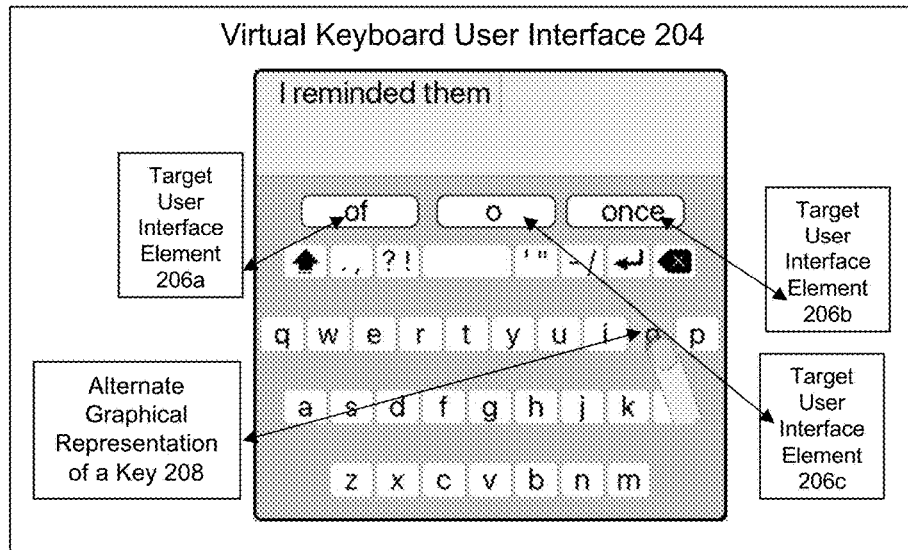 Virtual Keyboard User Interface 204
I reminded them
Target
User
Interface
Element
206a
of o once
Target
User
Interface
Element
206b
. , ? ! ' " ~ /
q w e r t y u i o p
Alternate
Graphical
Representation
of a Key 208
a s d f g h j k
Target
User
Interface
Element
206c
z x c v b n m